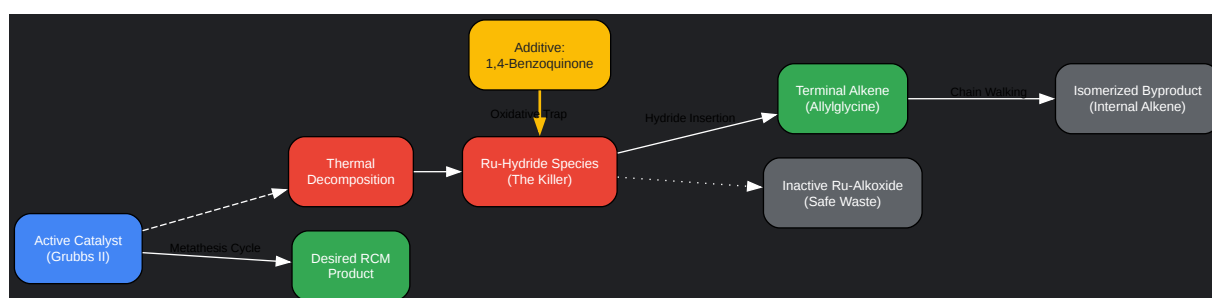 Additive:
1,4-Benzoquinone
Oxidative Trap
Terminal Alkene
(Allylglycine)
Chain Walking
Isomerized Byproduct
(Internal Alkene)
Hydride Insertion
Thermal
Decomposition
Ru-Hydride Species
(The Killer)
Inactive Ru-Alkoxide
(Safe Waste)
Active Catalyst
(Grubbs II)
Metathesis Cycle
Desired RCM
Product